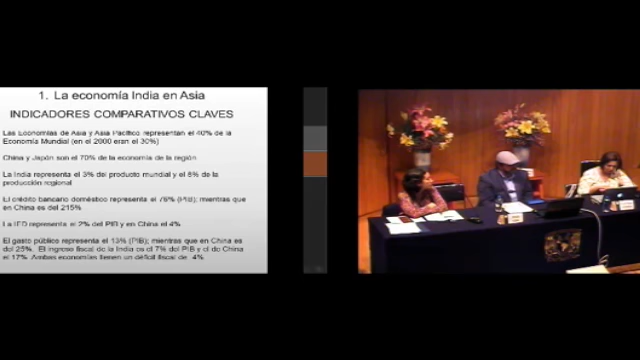 1. La economía India en Asia
INDICADORES COMPARATIVOS CLAVES
Las Economías de Asia y Asia Pacífico representan el 40% de la
Economía Mundial (en el 2000 eran el 30%)
China y Japón son el 70% de la economía de la región
La India representa el 3% del producto mundial y el 8% de la
producción regional
El crédito bancario doméstico representa el 76% (PIB); mientras que
en China es del 215%
La IED representa el 2% del PIB y en China el 4%
El gasto público representa el 13% (PIB); mientras que en China es
del 25%. El ingreso fiscal de la India es el 7% del PIB y el de China
el 17%. Ambas economías tienen un déficit fiscal de -4%